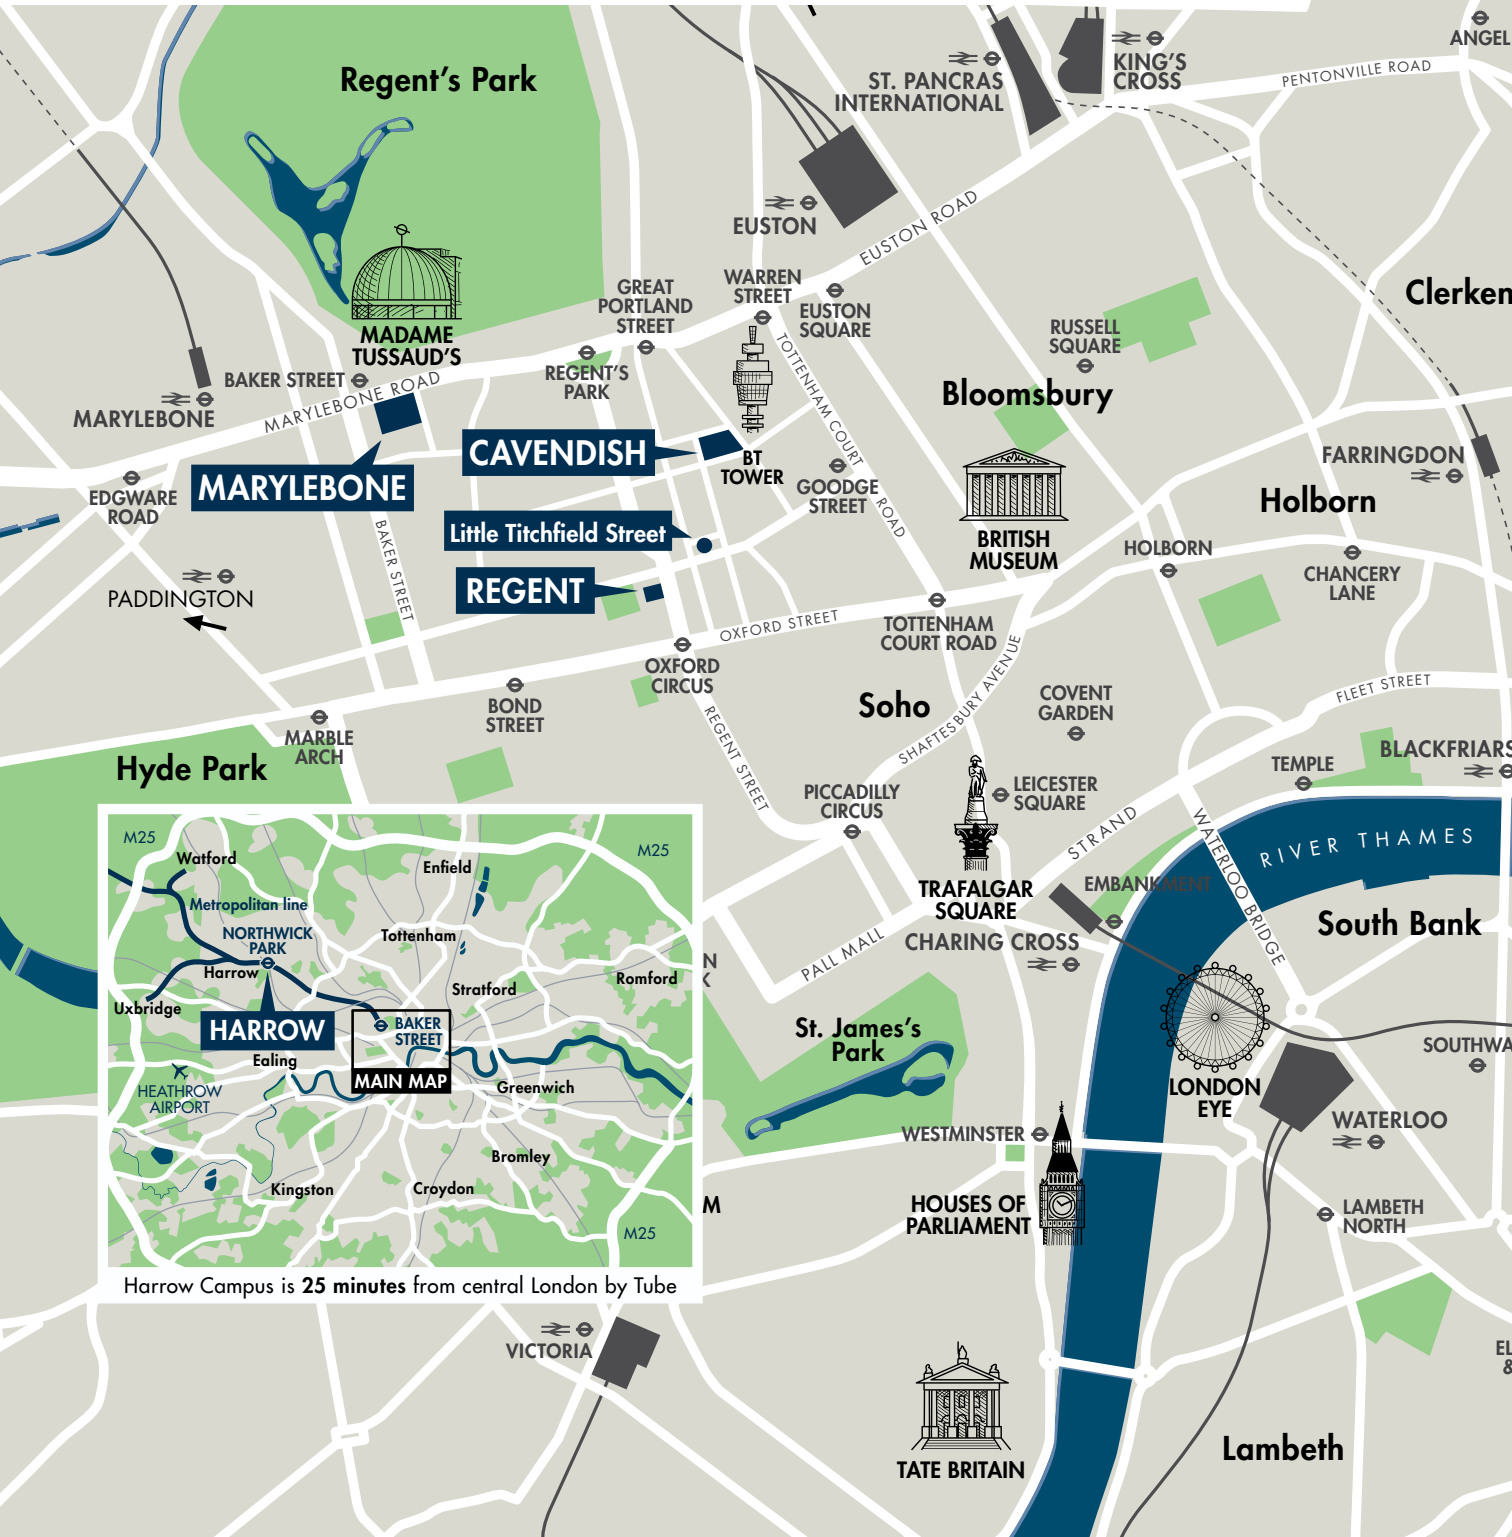 Regent's Park
ST. PANCRAS
INTERNATIONAL
KING'S
CROSS
PENTONVILLE ROAD
ANGEL
EUSTON
EUSTON ROAD
MADAME
TUSSAUD'S
GREAT
PORTLAND
STREET
WARREN
STREET
EUSTON
SQUARE
Clerken
RUSSELL
SQUARE
BAKER STREET
REGENT'S
PARK
MARYLEBONE
MARYLEBONE ROAD
TOTTENHAM COURT
ROAD
Bloomsbury
CAVENDISH
BT
TOWER
MARYLEBONE
EDGWARE
ROAD
GOODGE
STREET
FARRINGDON
Holborn
Little Titchfield Street
BRITISH
MUSEUM
HOLBORN
CHANCERY
LANE
BAKER STREET
REGENT
PADDINGTON
OXFORD STREET
TOTTENHAM
COURT ROAD
OXFORD
CIRCUS
BOND
STREET
MARBLE
ARCH
Soho
SHAFTESBURY AVENUE
COVENT
GARDEN
FLEET STREET
REGENT STREET
Hyde Park
TEMPLE
BLACKFRIARS
PICCADILLY
CIRCUS
LEICESTER
SQUARE
STRAND
WATERLOO BRIDGE
RIVER THAMES
TRAFALGAR
SQUARE
EMBANKMENT
South Bank
CHARING CROSS
PALL MALL
N
K
St. James's
Park
LONDON
EYE
SOUTHWA
WATERLOO
WESTMINSTER
HOUSES OF
PARLIAMENT
LAMBETH
NORTH
M
M25
Watford
Enfield
M25
Metropolitan line
NORTHWICK
PARK
Tottenham
Harrow
Romford
Stratford
Uxbridge
HARROW
BAKER
STREET
Ealing
MAIN MAP
HEATHROW
AIRPORT
Greenwich
Bromley
Kingston
Croydon
M25
Harrow Campus is 25 minutes from central London by Tube
VICTORIA
EL
&
TATE BRITAIN
Lambeth